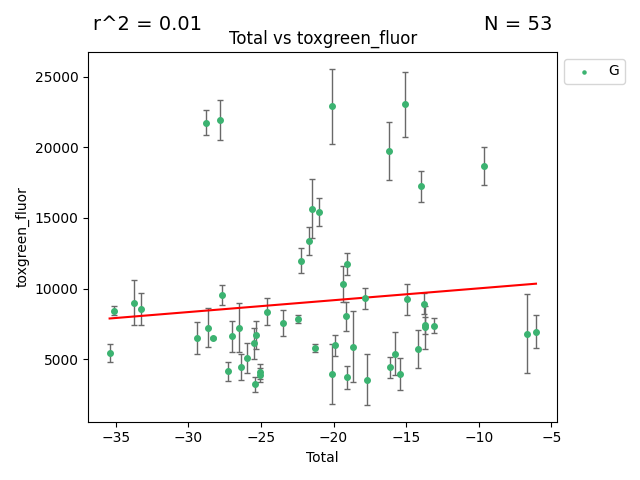 r^2 = 0.01
N = 53
Total vs toxgreen_fluor
G
25000
20000
15000
10000
5000
toxgreen_fluor
−35
−30
−25
−20
−15
−10
−5
Total